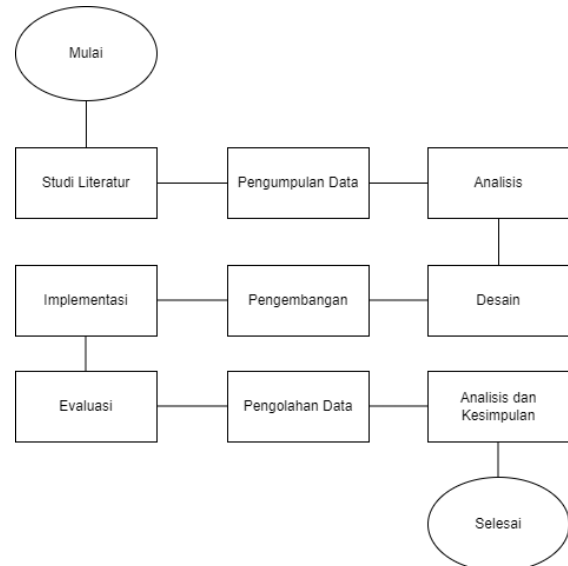 Mulai
Studi Literatur
Pengumpulan Data
Analisis
Desain
Pengembangan
Implementasi
Evaluasi
Pengolahan Data
Analisis dan
Kesimpulan
Selesai